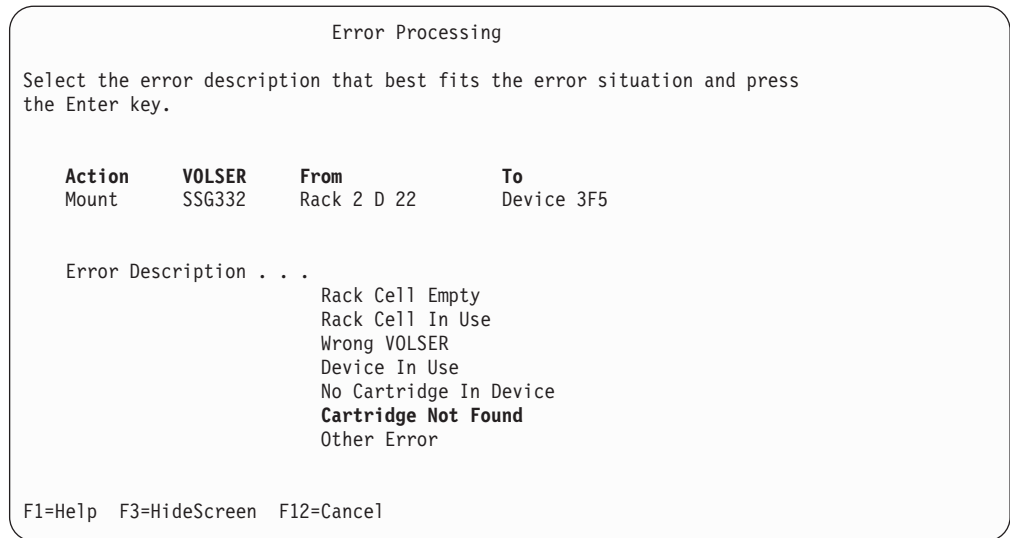 Error Processing
Select the error description that best fits the error situation and press
the Enter key.
Action VOLSER From To
Mount SSG332 Rack 2 D 22 Device 3F5
Error Description . . .
Rack Cell Empty
Rack Cell In Use
Wrong VOLSER
Device In Use
No Cartridge In Device
Cartridge Not Found
Other Error
F1=Help F3=HideScreen F12=Cancel